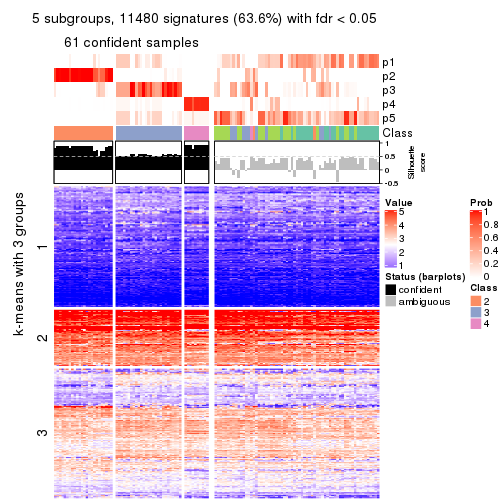 5 subgroups, 11480 signatures (63.6%) with fdr < 0.05
61 confident samples
p1
p2
p3
p4
p5
Class
1
0.5
0
-0.5
Silhouette
score
k-means with 3 groups
1
2
3
Value
5
4
3
2
1
Status (barplots)
confident
ambiguous
Prob
1
0.8
0.6
0.4
0.2
0
Class
2
3
4